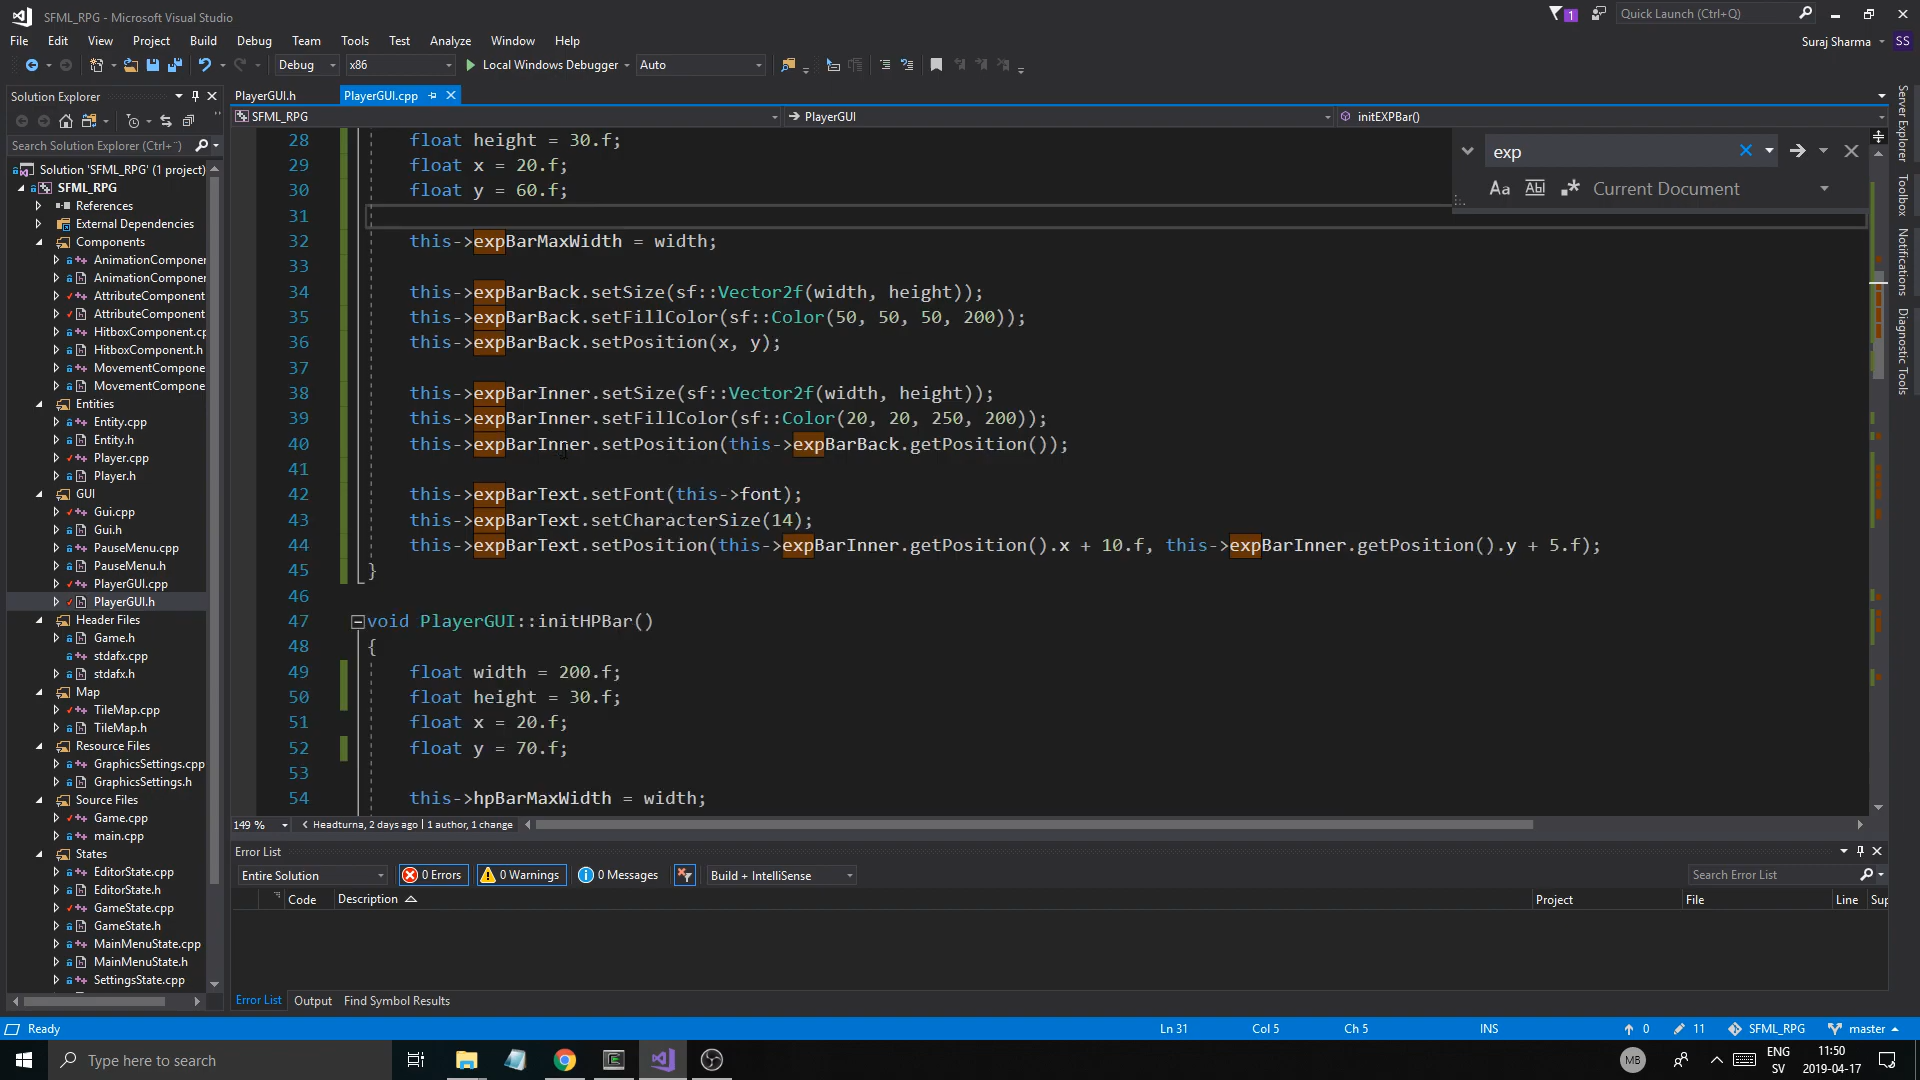 SFML_RPG - Microsoft Visual Studio
1
Quick Launch (Ctrl+Q)
File Edit View Project Build Debug Team Tools Test Analyze Window Help
Suraj Sharma SS
Debug x86 Local Windows Debugger Auto
Solution Explorer
PlayerGUI.h PlayerGUI.cpp
SFML_RPG PlayerGUI initEXPBar()
Search Solution Explorer (Ctrl+¨)
Solution 'SFML_RPG' (1 project)
SFML_RPG
References
External Dependencies
Components
AnimationComponen
AnimationComponen
AttributeComponent
AttributeComponent
HitboxComponent.cp
HitboxComponent.h
MovementCompone
MovementCompone
Entities
Entity.cpp
Entity.h
Player.cpp
Player.h
GUI
Gui.cpp
Gui.h
PauseMenu.cpp
PauseMenu.h
PlayerGUI.cpp
PlayerGUI.h
Header Files
Game.h
stdafx.cpp
stdafx.h
Map
TileMap.cpp
TileMap.h
Resource Files
GraphicsSettings.cpp
GraphicsSettings.h
Source Files
Game.cpp
main.cpp
States
EditorState.cpp
EditorState.h
GameState.cpp
GameState.h
MainMenuState.cpp
MainMenuState.h
SettingsState.cpp
28 float height = 30.f;
29 float x = 20.f;
30 float y = 60.f;
31
32 this->expBarMaxWidth = width;
33
34 this->expBarBack.setSize(sf::Vector2f(width, height));
35 this->expBarBack.setFillColor(sf::Color(50, 50, 50, 200));
36 this->expBarBack.setPosition(x, y);
37
38 this->expBarInner.setSize(sf::Vector2f(width, height));
39 this->expBarInner.setFillColor(sf::Color(20, 20, 250, 200));
40 this->expBarInner.setPosition(this->expBarBack.getPosition());
41
42 this->expBarText.setFont(this->font);
43 this->expBarText.setCharacterSize(14);
44 this->expBarText.setPosition(this->expBarInner.getPosition().x + 10.f, this->expBarInner.getPosition().y + 5.f);
45 }
46
47 void PlayerGUI::initHPBar()
48 {
49 float width = 200.f;
50 float height = 30.f;
51 float x = 20.f;
52 float y = 70.f;
53
54 this->hpBarMaxWidth = width;
exp
Aa Abl Current Document
Server Explorer
Toolbox
Notifications
Diagnostic Tools
149 % Headturna, 2 days ago | 1 author, 1 change
Error List
Entire Solution 0 Errors 0 Warnings 0 Messages Build + IntelliSense Search Error List
Code Description Project File Line Sup
Error List Output Find Symbol Results
Ready Ln 31 Col 5 Ch 5 INS 0 11 SFML_RPG master
Type here to search
MB
ENG
SV
11:50
2019-04-17